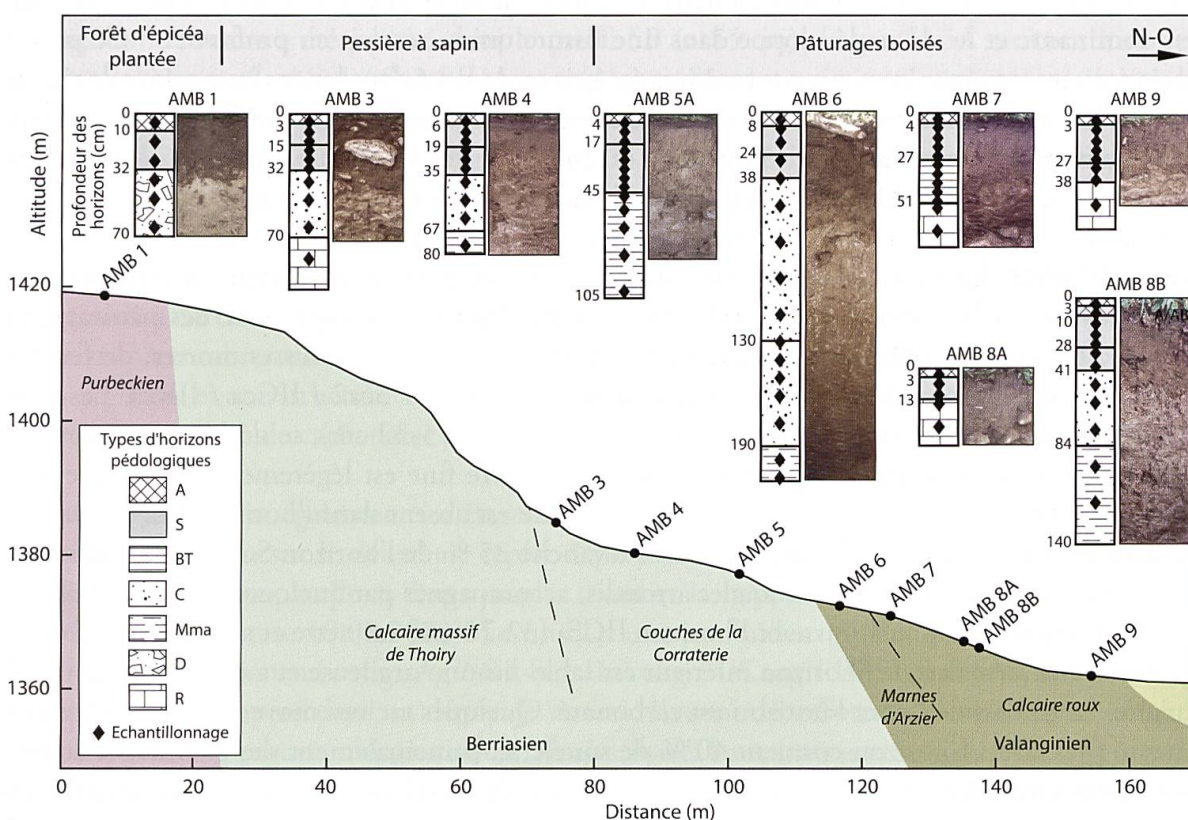 Forêt d'épicéa
plantée
Pessière à sapin
Pâturages boisés
N-O
Altitude (m)
Profondeur des
horizons (cm)
AMB 1
0
10
32
70
AMB 3
0
3
15
32
70
AMB 4
0
6
19
35
67
80
AMB 5A
0
4
17
45
105
AMB 6
0
8
24
38
130
190
AMB 7
0
4
27
51
AMB 9
0
3
27
38
AMB 8A
0
3
13
AMB 8B
0
3
10
28
41
84
140
A/AB
1420
1400
1380
1360
AMB 1
AMB 3
AMB 4
AMB 5
AMB 6
AMB 7
AMB 8A
AMB 8B
AMB 9
Purbeckien
Calcaire massif
de Thoiry
Couches de la
Corraterie
Marnes
d'Arzier
Calcaire roux
Berriasien
Valanginien
Types d'horizons
pédologiques
A
S
BT
C
Mma
D
R
Echantillonnage
0
20
40
60
80
100
120
140
160
Distance (m)